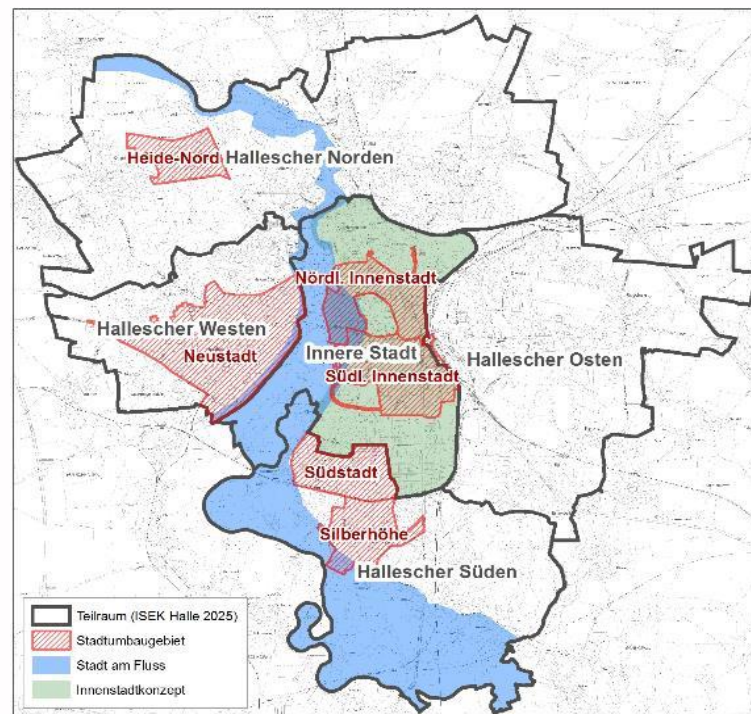 Heide-Nord
Hallescher Norden
Nördl. Innenstadt
Hallescher Westen
Neustadt
Innere Stadt
Hallescher Osten
Südl. Innenstadt
Südstadt
Silberhöhe
Hallescher Süden
Teilraum (ISEK Halle 2025)
Stadtumbaugebiet
Stadt am Fluss
Innenstadtkonzept